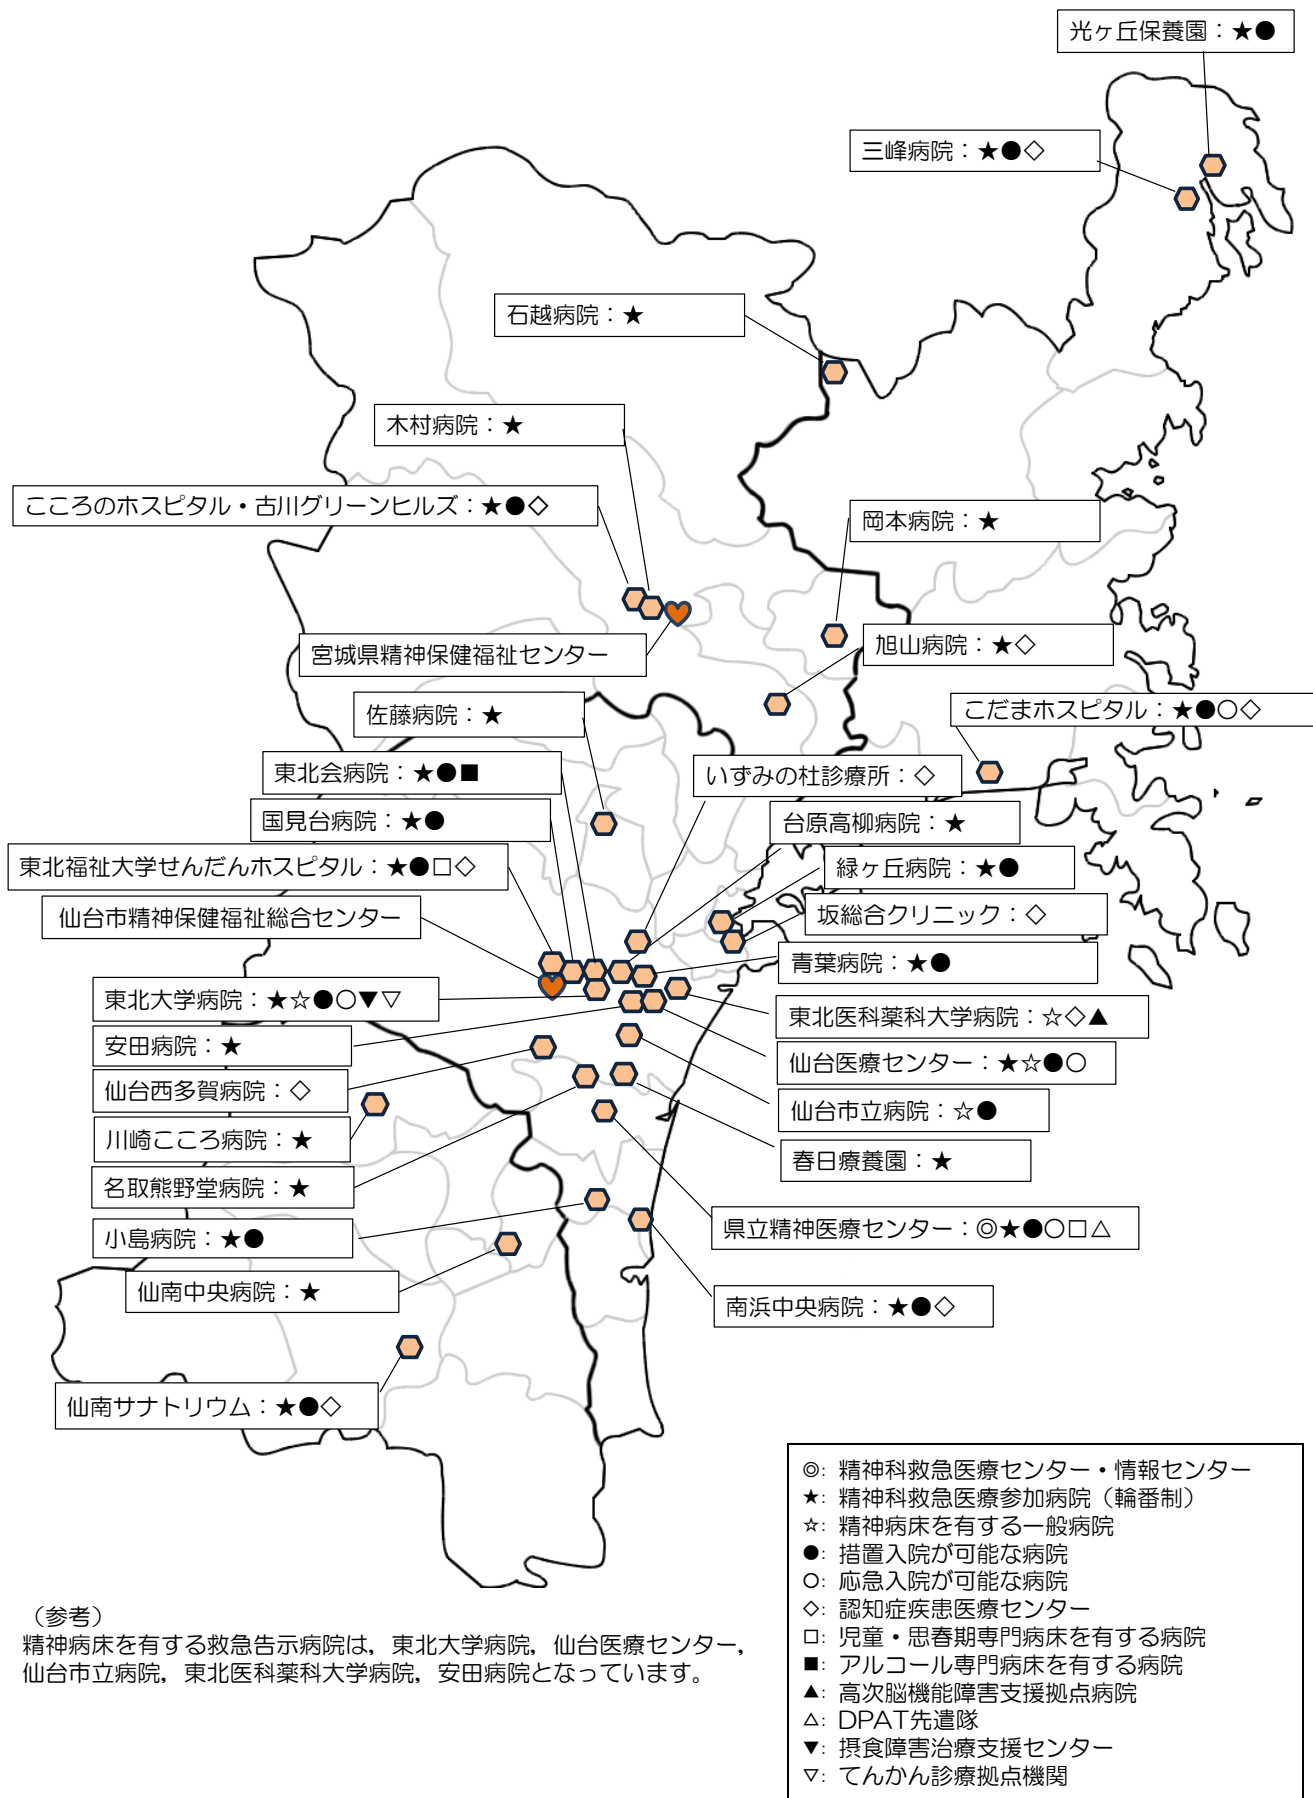 光ヶ丘保養園：★●
三峰病院：★●◇
石越病院：★
木村病院：★
こころのホスピタル・古川グリーンヒルズ：★●◇
岡本病院：★
宮城県精神保健福祉センター
旭山病院：★◇
佐藤病院：★
こだまホスピタル：★●○◇
東北会病院：★●■
いずみの杜診療所：◇
国見台病院：★●
台原高柳病院：★
東北福祉大学せんだんホスピタル：★●□◇
緑ヶ丘病院：★●
仙台市精神保健福祉総合センター
坂総合クリニック：◇
青葉病院：★●
東北大学病院：★☆●○▼▽
東北医科薬科大学病院：☆◇▲
安田病院：★
仙台医療センター：★☆●○
仙台西多賀病院：◇
仙台市立病院：☆●
川崎こころ病院：★
春日療養園：★
名取熊野堂病院：★
県立精神医療センター：◎★●○□△
小島病院：★●
仙南中央病院：★
南浜中央病院：★●◇
仙南サナトリウム：★●◇
◎: 精神科救急医療センター・情報センター
★: 精神科救急医療参加病院（輪番制）
☆: 精神病床を有する一般病院
●: 措置入院が可能な病院
○: 応急入院が可能な病院
◇: 認知症疾患医療センター
□: 児童・思春期専門病床を有する病院
■: アルコール専門病床を有する病院
▲: 高次脳機能障害支援拠点病院
△: DPAT先遣隊
▼: 摂食障害治療支援センター
▽: てんかん診療拠点機関
（参考）
精神病床を有する救急告示病院は，東北大学病院，仙台医療センター，
仙台市立病院，東北医科薬科大学病院，安田病院となっています。